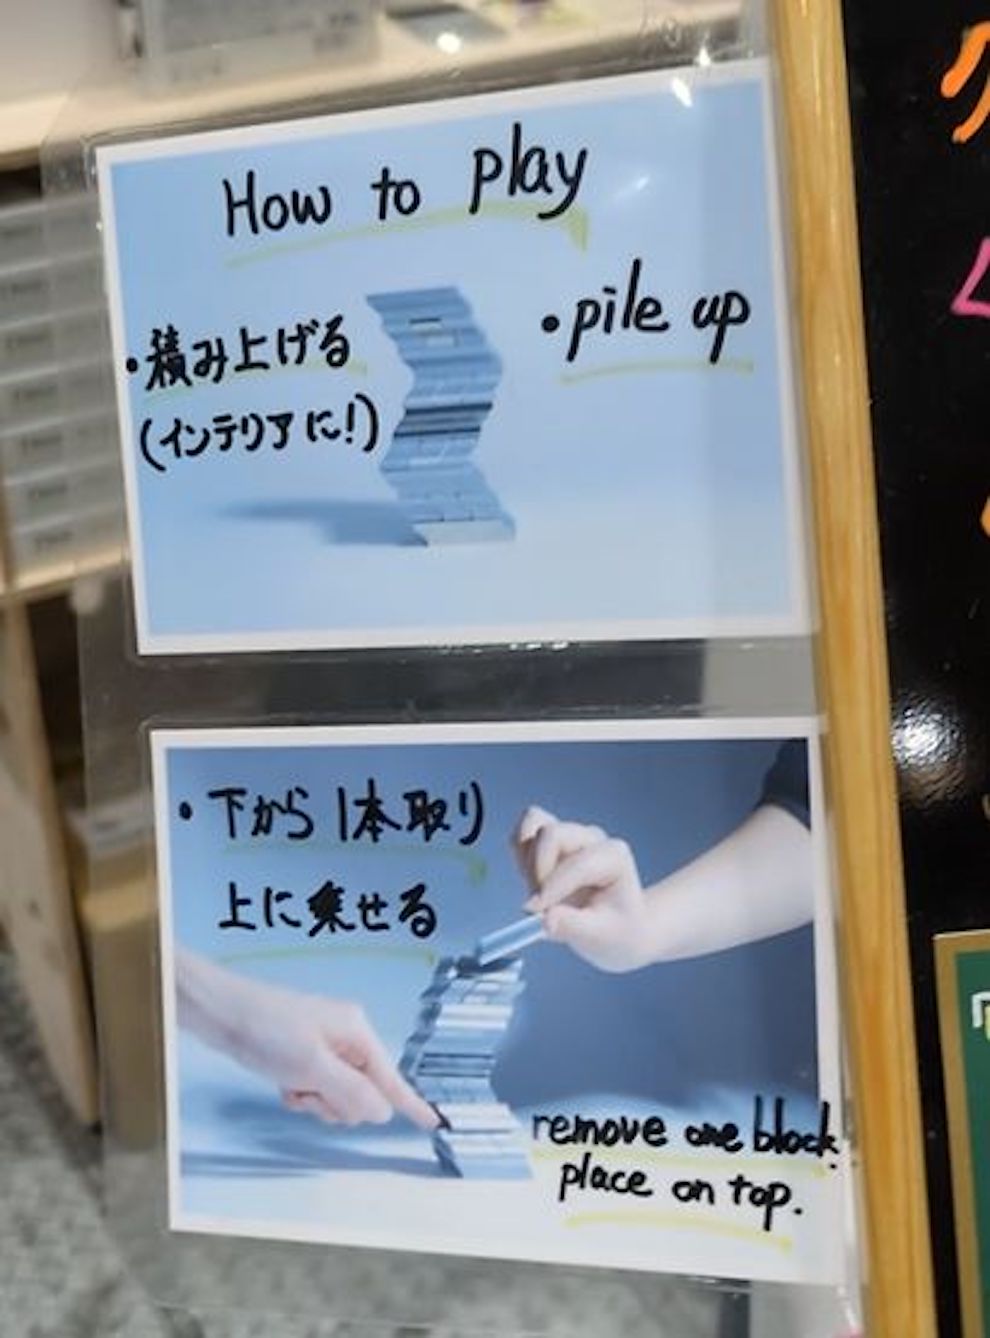 How to play
・積み上げる
(インテリアに!)
・pile up
・下から1本取り
上に乗せる
remove one block.
place on top.